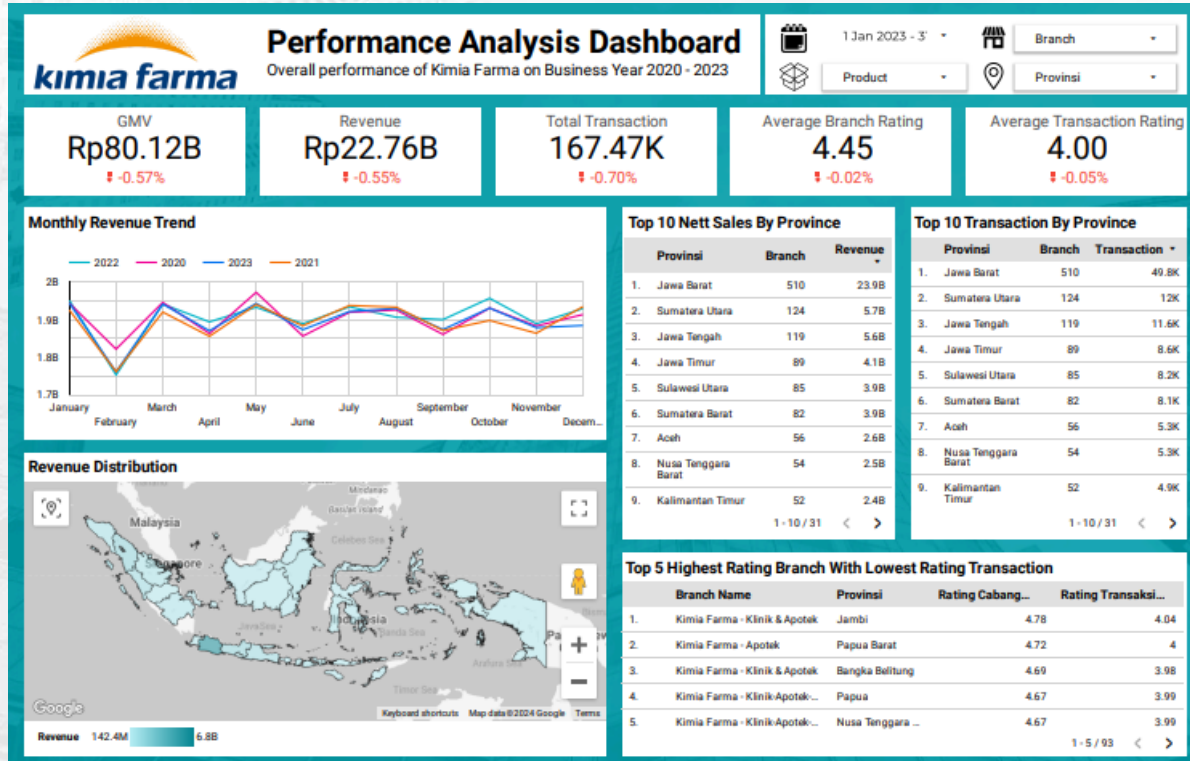 kimia farma
Performance Analysis Dashboard
Overall performance of Kimia Farma on Business Year 2020 - 2023
1 Jan 2023 - 3
Branch
Product
Provinsi
GMV
Rp80.12B
-0.57%
Revenue
Rp22.76B
-0.55%
Total Transaction
167.47K
-0.70%
Average Branch Rating
4.45
-0.02%
Average Transaction Rating
4.00
-0.05%
Monthly Revenue Trend
2022 2020 2023 2021
2B
1.9B
1.8B
1.7B
January March May July September November
February April June August October Decem...
Top 10 Nett Sales By Province
Provinsi Branch Revenue
1. Jawa Barat 510 23.9B
2. Sumatera Utara 124 5.7B
3. Jawa Tengah 119 5.6B
4. Jawa Timur 89 4.1B
5. Sulawesi Utara 85 3.9B
6. Sumatera Barat 82 3.9B
7. Aceh 56 2.6B
8. Nusa Tenggara 54 2.5B
Barat
9. Kalimantan Timur 52 2.4B
1 - 10 / 31
Top 10 Transaction By Province
Provinsi Branch Transaction
1. Jawa Barat 510 49.8K
2. Sumatera Utara 124 12K
3. Jawa Tengah 119 11.6K
4. Jawa Timur 89 8.6K
5. Sulawesi Utara 85 8.2K
6. Sumatera Barat 82 8.1K
7. Aceh 56 5.3K
8. Nusa Tenggara 54 5.3K
Barat
9. Kalimantan 52 4.9K
Timur
1 - 10 / 31
Revenue Distribution
Mindanao
Malaysia
Celebes Sea
Java Sea
Banda Sea
Arafura Sea
Timor Sea
Google
Keyboard shortcuts Map data ©2024 Google Terms
Revenue 142.4M 6.8B
Top 5 Highest Rating Branch With Lowest Rating Transaction
Branch Name Provinsi Rating Cabang... Rating Transaksi...
1. Kimia Farma - Klinik & Apotek Jambi 4.78 4.04
2. Kimia Farma - Apotek Papua Barat 4.72 4
3. Kimia Farma - Klinik & Apotek Bangka Belitung 4.69 3.98
4. Kimia Farma - Klinik-Apotek-... Papua 4.67 3.99
5. Kimia Farma - Klinik-Apotek-... Nusa Tenggara ... 4.67 3.99
1 - 5 / 93